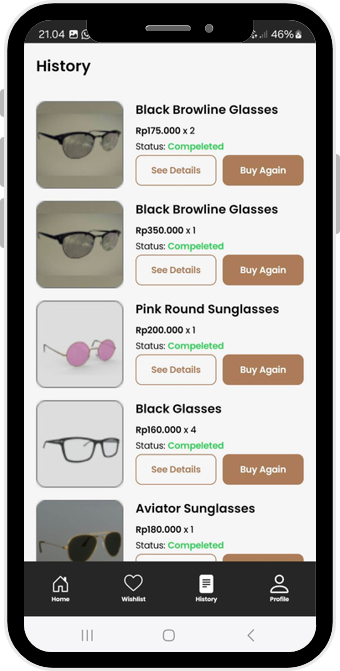 21.04
46%
History
Black Browline Glasses
Rp175.000 x 2
Status: Compeleted
See Details
Buy Again
Black Browline Glasses
Rp350.000 x 1
Status: Compeleted
See Details
Buy Again
Pink Round Sunglasses
Rp200.000 x 1
Status: Compeleted
See Details
Buy Again
Black Glasses
Rp160.000 x 4
Status: Compeleted
See Details
Buy Again
Aviator Sunglasses
Rp180.000 x 1
Status: Compeleted
Home
Wishlist
History
Profile